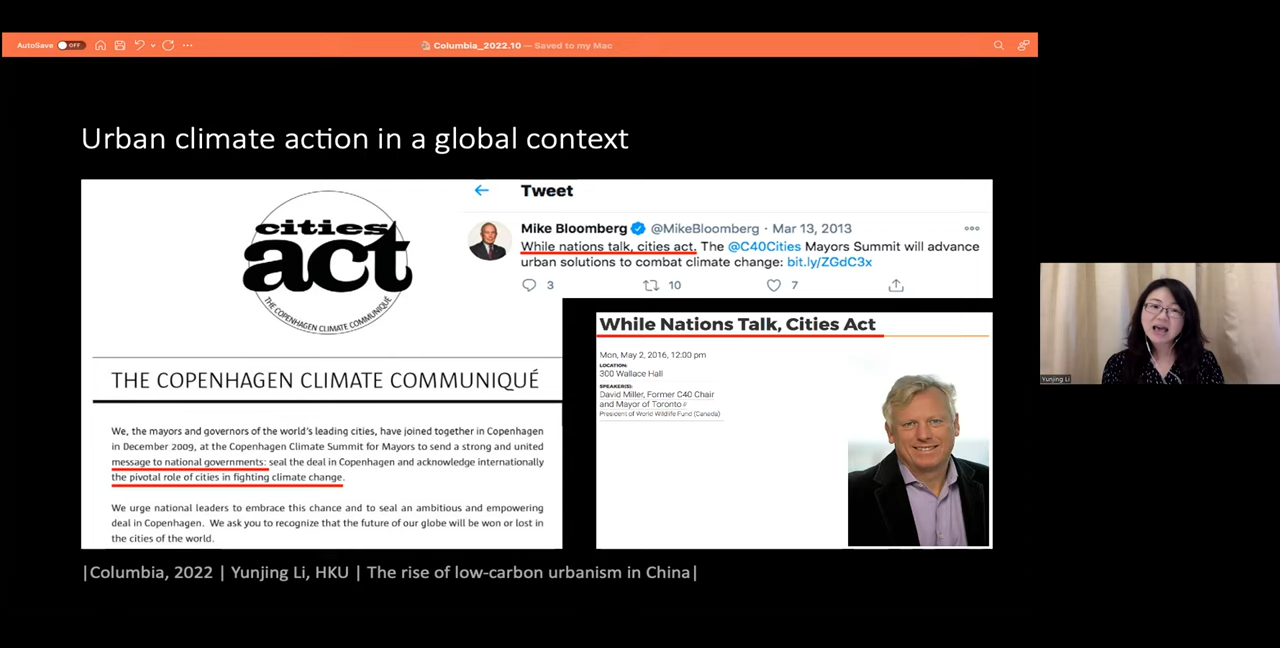 AutoSave OFF
Columbia_2022.10 — Saved to my Mac
Urban climate action in a global context
cities
act
THE COPENHAGEN CLIMATE COMMUNIQUÉ
THE COPENHAGEN CLIMATE COMMUNIQUÉ
We, the mayors and governors of the world's leading cities, have joined together in Copenhagen
in December 2009, at the Copenhagen Climate Summit for Mayors to send a strong and united
message to national governments: seal the deal in Copenhagen and acknowledge internationally
the pivotal role of cities in fighting climate change.
We urge national leaders to embrace this chance and to seal an ambitious and empowering
deal in Copenhagen. We ask you to recognize that the future of our globe will be won or lost in
the cities of the world.
Tweet
Mike Bloomberg @MikeBloomberg · Mar 13, 2013
While nations talk, cities act. The @C40Cities Mayors Summit will advance
urban solutions to combat climate change: bit.ly/ZGdC3x
3 10 7
While Nations Talk, Cities Act
Mon, May 2, 2016, 12:00 pm
LOCATION:
300 Wallace Hall
SPEAKER(S):
David Miller, Former C40 Chair
and Mayor of Toronto
President of World Wildlife Fund (Canada)
Yunjing Li
|Columbia, 2022 | Yunjing Li, HKU | The rise of low-carbon urbanism in China|